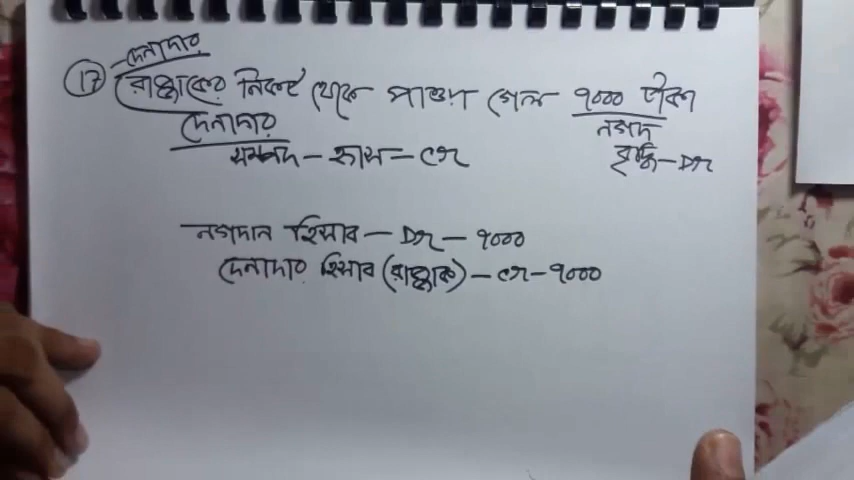 দেনাদার
17 রাজ্জাকের নিকট থেকে পাওয়া গেল ৭০০০ টাকা
দেনাদার নগদ
সম্পদ - হ্রাস - Cr বৃদ্ধি - Dr
নগদান হিসাব - Dr - ৭০০০
দেনাদার হিসাব (রাজ্জাক) - Cr - ৭০০০